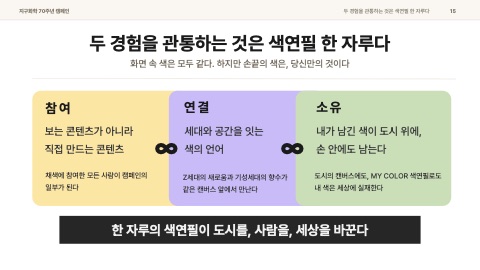 지구화학 70주년 캠페인
두 경험을 관통하는 것은 색연필 한 자루다
15
두 경험을 관통하는 것은 색연필 한 자루다
화면 속 색은 모두 같다. 하지만 손끝의 색은, 당신만의 것이다
참여
보는 콘텐츠가 아니라
직접 만드는 콘텐츠
채색에 참여한 모든 사람이 캠페인의
일부가 된다
연결
세대와 공간을 잇는
색의 언어
Z세대의 새로움과 기성세대의 향수가
같은 캔버스 앞에서 만난다
소유
내가 남긴 색이 도시 위에,
손 안에도 남는다
도시의 캔버스에도, MY COLOR 색연필로도
내 색은 세상에 실재한다
한 자루의 색연필이 도시를, 사람을, 세상을 바꾼다